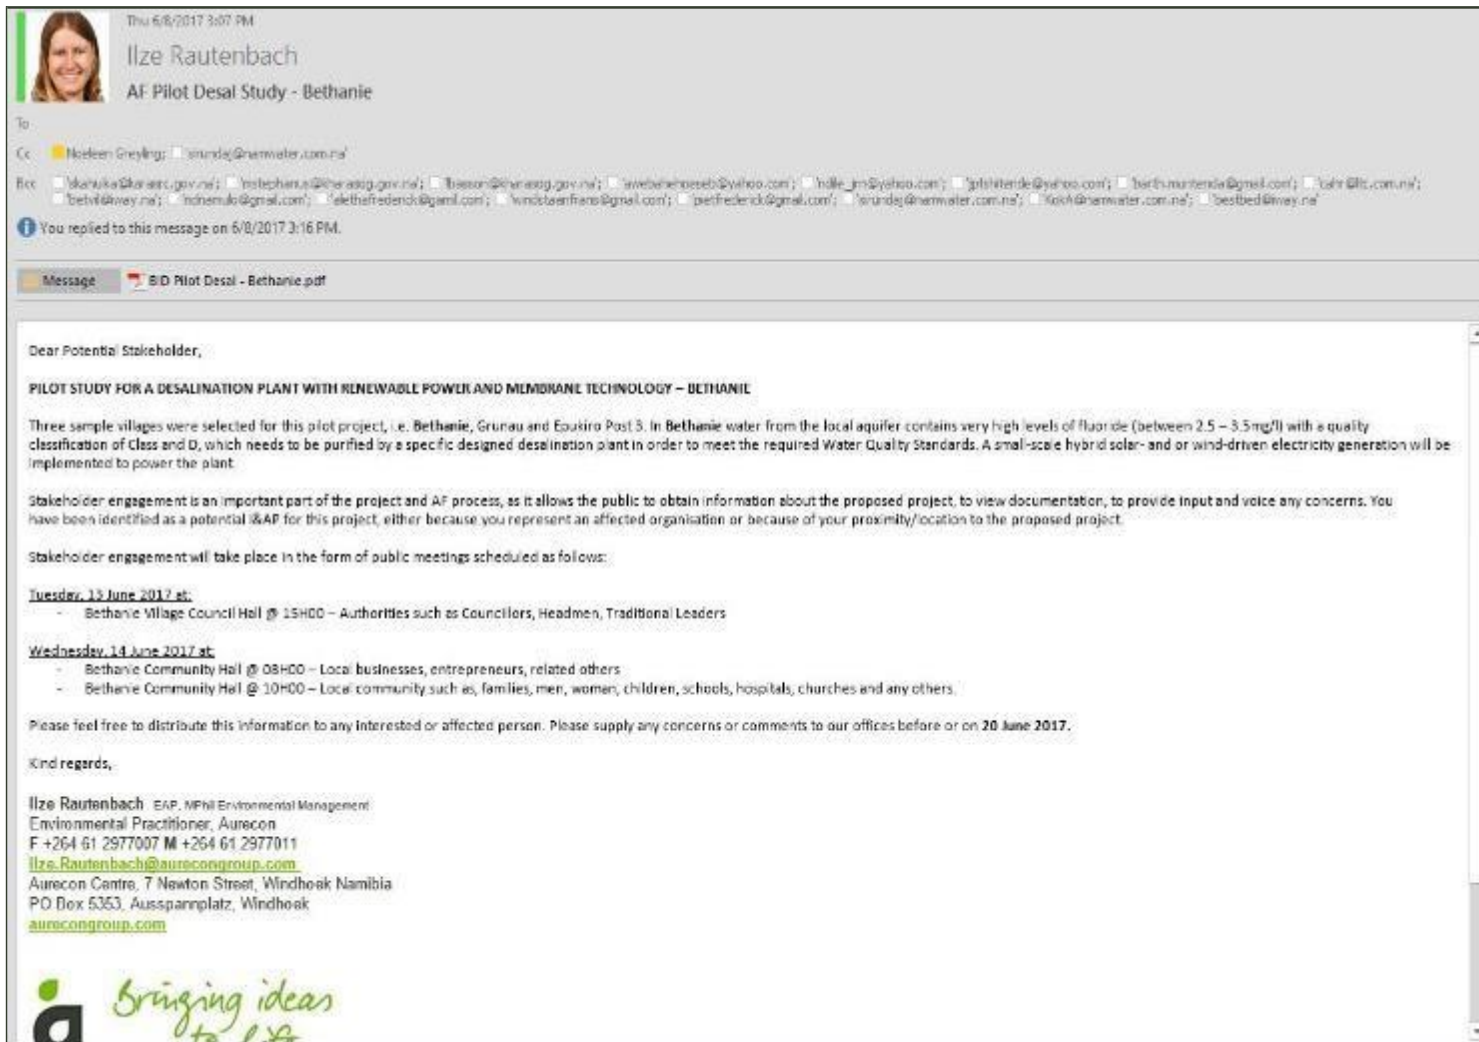 Thu 6/8/2017 3:07 PM
Ilze Rautenbach
AF Pilot Desal Study - Bethanie
To
Cc Noeleen Greyling; 'sirundaj@namwater.com.na'
Bcc 'bestbed@iway.na'
You replied to this message on 6/8/2017 3:16 PM.
Message BID Pilot Desal - Bethanie.pdf
Dear Potential Stakeholder,
PILOT STUDY FOR A DESALINATION PLANT WITH RENEWABLE POWER AND MEMBRANE TECHNOLOGY – BETHANIE
Three sample villages were selected for this pilot project, i.e. Bethanie, Grunau and Epukiro Post 3. In Bethanie water from the local aquifer contains very high levels of fluoride (between 2.5 – 3.5mg/l) with a quality
classification of Class and D, which needs to be purified by a specific designed desalination plant in order to meet the required Water Quality Standards. A small-scale hybrid solar- and or wind-driven electricity generation will be
implemented to power the plant
Stakeholder engagement is an important part of the project and AF process, as it allows the public to obtain information about the proposed project, to view documentation, to provide input and voice any concerns. You
have been identified as a potential I&AP for this project, either because you represent an affected organisation or because of your proximity/location to the proposed project.
Stakeholder engagement will take place in the form of public meetings scheduled as follows:
Tuesday, 13 June 2017 at:
- Bethanie Village Council Hall @ 15H00 – Authorities such as Councillors, Headmen, Traditional Leaders
Wednesday, 14 June 2017 at:
- Bethanie Community Hall @ 08H00 – Local businesses, entrepreneurs, related others
- Bethanie Community Hall @ 10H00 – Local community such as, families, men, woman, children, schools, hospitals, churches and any others.
Please feel free to distribute this information to any interested or affected person. Please supply any concerns or comments to our offices before or on 20 June 2017.
Kind regards,
Ilze Rautenbach EAP, MPhil Environmental Management
Environmental Practitioner, Aurecon
F +264 61 2977007 M +264 61 2977011
Ilze.Rautenbach@aurecongroup.com
Aurecon Centre, 7 Newton Street, Windhoek Namibia
PO Box 5353, Ausspannplatz, Windhoek
aurecongroup.com
Bringing ideas
to life